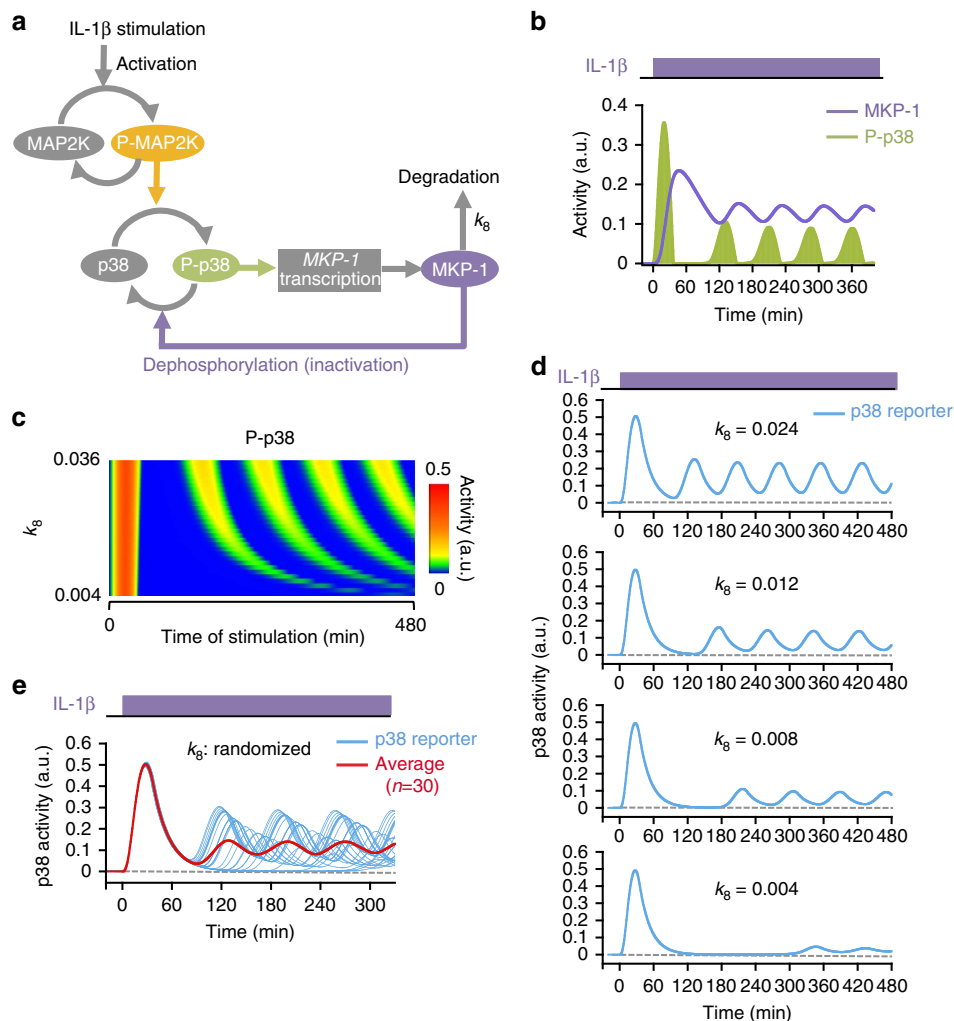 a
IL-1β stimulation
Activation
MAP2K
P-MAP2K
Degradation
k8
p38
P-p38
MKP-1
transcription
MKP-1
Dephosphorylation (inactivation)
b
IL-1β
0.4
0.3
0.2
0.1
0
Activity (a.u.)
MKP-1
P-p38
0 60 120 180 240 300 360
Time (min)
c
P-p38
0.036
k8
0.004
0 480
Time of stimulation (min)
0.5
0
Activity (a.u.)
d
IL-1β
p38 reporter
p38 activity (a.u.)
k8 = 0.024
0.6
0.5
0.4
0.3
0.2
0.1
0
0 60 120 180 240 300 360 420 480
k8 = 0.012
0.6
0.5
0.4
0.3
0.2
0.1
0
0 60 120 180 240 300 360 420 480
k8 = 0.008
0.6
0.5
0.4
0.3
0.2
0.1
0
0 60 120 180 240 300 360 420 480
k8 = 0.004
0.6
0.5
0.4
0.3
0.2
0.1
0
0 60 120 180 240 300 360 420 480
Time (min)
e
IL-1β
k8: randomized
p38 reporter
Average
(n=30)
0.6
0.5
0.4
0.3
0.2
0.1
0
p38 activity (a.u.)
0 60 120 180 240 300
Time (min)